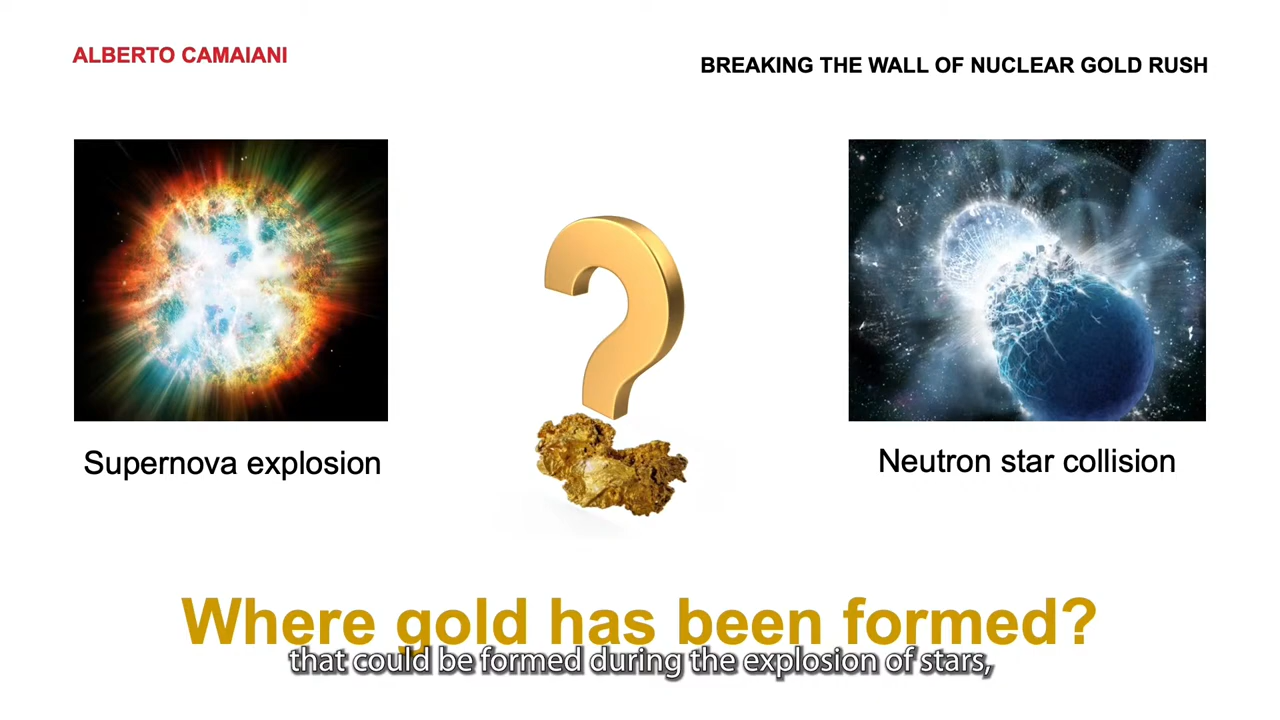 ALBERTO CAMAIANI
BREAKING THE WALL OF NUCLEAR GOLD RUSH
Supernova explosion
Neutron star collision
Where gold has been formed?
that could be formed during the explosion of stars,